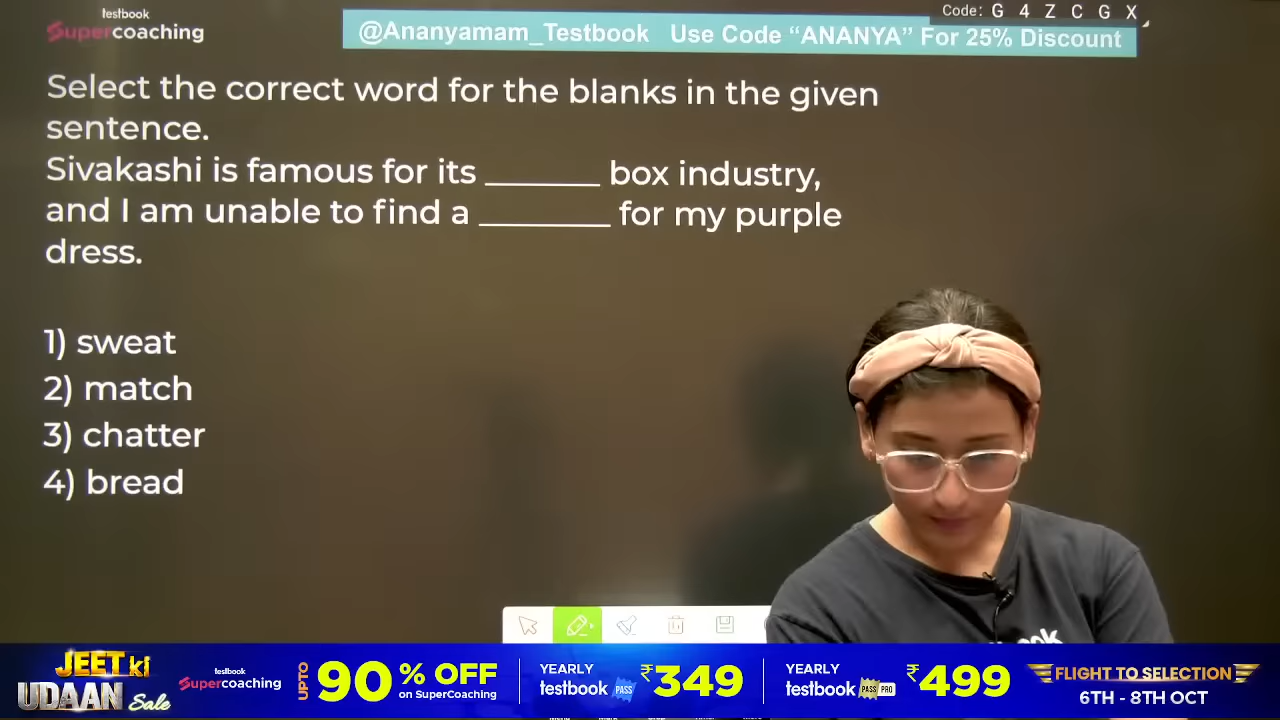 testbook
Supercoaching
@Ananyamam_Testbook Use Code “ANANYA” For 25% Discount
Code: G 4 Z C G X
Select the correct word for the blanks in the given
sentence.
Sivakashi is famous for its _______ box industry,
and I am unable to find a ________ for my purple
dress.
1) sweat
2) match
3) chatter
4) bread
JEET ki
UDAAN Sale
testbook
Supercoaching
UPTO 90 % OFF
on SuperCoaching
YEARLY
testbook PASS
₹349
YEARLY
testbook PASS PRO
₹499
FLIGHT TO SELECTION
6TH - 8TH OCT